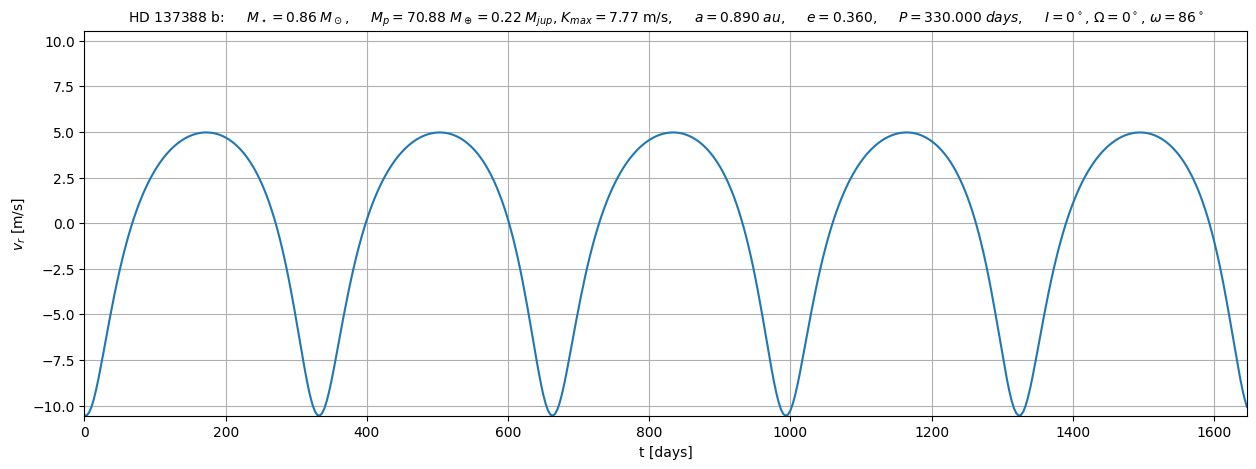 HD 137388 b: M⋆ = 0.86 M⊙, Mp = 70.88 M⊕ = 0.22 Mjup, Kmax = 7.77 m/s, a = 0.890 au, e = 0.360, P = 330.000 days, I = 0°, Ω = 0°, ω = 86°
10.0
7.5
5.0
2.5
0.0
−2.5
−5.0
−7.5
−10.0
vr [m/s]
0 200 400 600 800 1000 1200 1400 1600
t [days]